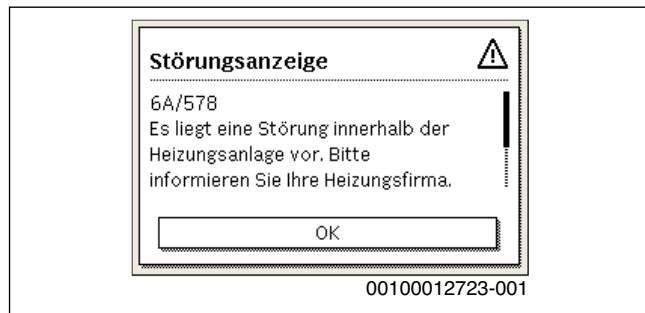 Störungsanzeige
6A/578
Es liegt eine Störung innerhalb der
Heizungsanlage vor. Bitte
informieren Sie Ihre Heizungsfirma.
OK
00100012723-001